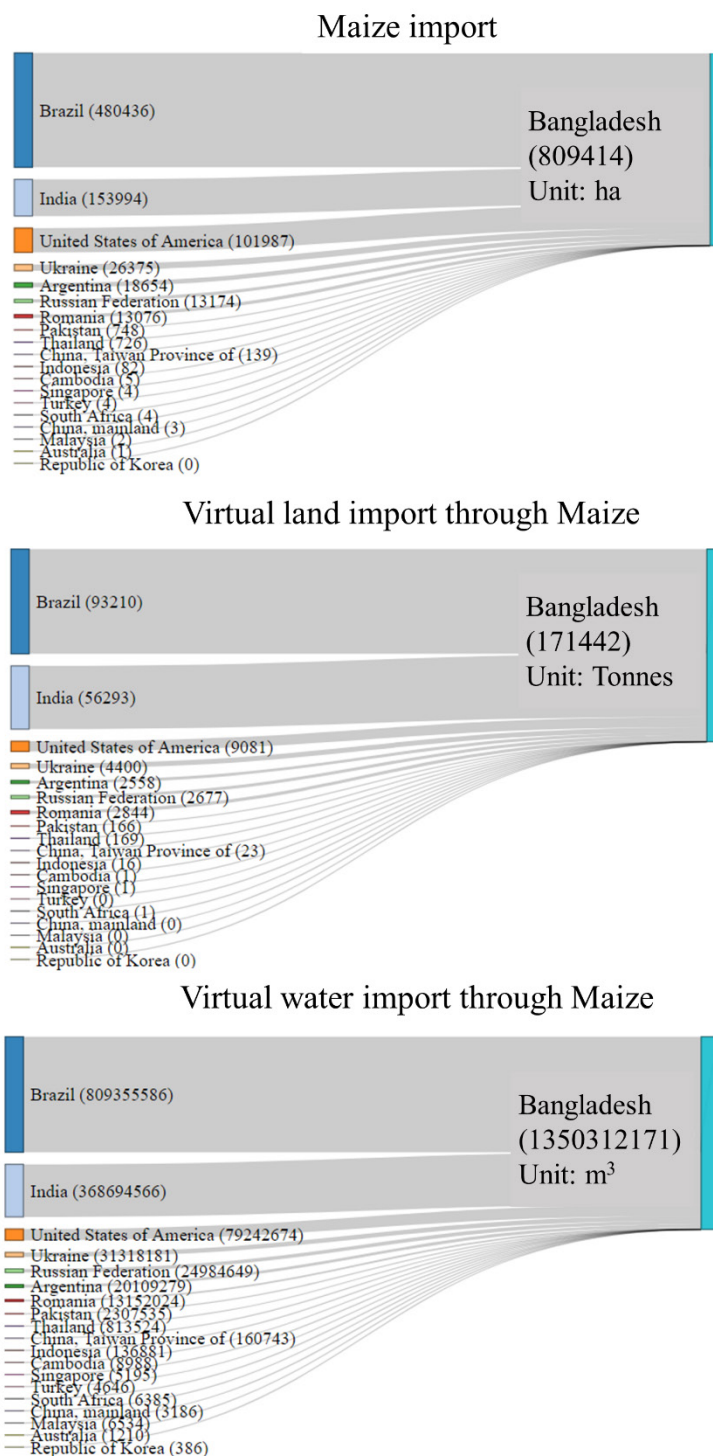 Maize import
Brazil (480436)
Bangladesh
(809414)
Unit: ha
India (153994)
United States of America (101987)
Ukraine (26375)
Argentina (18654)
Russian Federation (13174)
Romania (13076)
Pakistan (748)
Thailand (726)
China, Taiwan Province of (139)
Indonesia (82)
Cambodia (5)
Singapore (4)
Turkey (4)
South Africa (4)
China, mainland (3)
Malaysia (2)
Australia (1)
Republic of Korea (0)
Virtual land import through Maize
Brazil (93210)
Bangladesh
(171442)
Unit: Tonnes
India (56293)
United States of America (9081)
Ukraine (4400)
Argentina (2558)
Russian Federation (2677)
Romania (2844)
Pakistan (166)
Thailand (169)
China, Taiwan Province of (23)
Indonesia (16)
Cambodia (1)
Singapore (1)
Turkey (0)
South Africa (1)
China, mainland (0)
Malaysia (0)
Australia (0)
Republic of Korea (0)
Virtual water import through Maize
Brazil (809355586)
Bangladesh
(1350312171)
Unit: m³
India (368694566)
United States of America (79242674)
Ukraine (31318181)
Russian Federation (24984649)
Argentina (20109279)
Romania (13152024)
Pakistan (2307535)
Thailand (813524)
China, Taiwan Province of (160743)
Indonesia (136881)
Cambodia (8988)
Singapore (5195)
Turkey (4646)
South Africa (6385)
China, mainland (3186)
Malaysia (6534)
Australia (1210)
Republic of Korea (386)